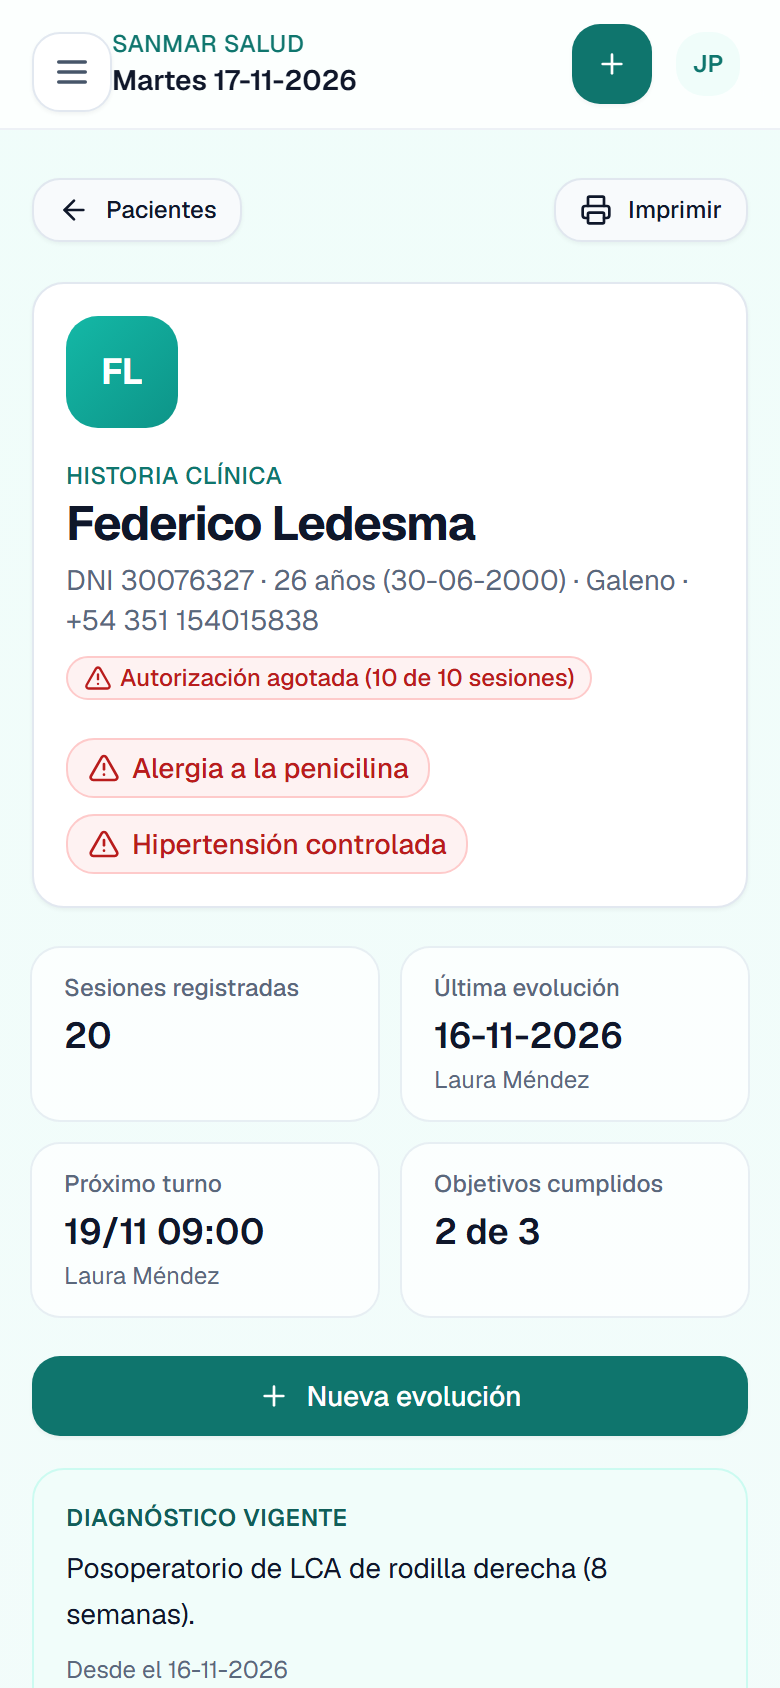 SANMAR SALUD
Martes 17-11-2026
+
JP
Pacientes
Imprimir
FL
HISTORIA CLÍNICA
Federico Ledesma
DNI 30076327 · 26 años (30-06-2000) · Galeno ·
+54 351 154015838
Autorización agotada (10 de 10 sesiones)
Alergia a la penicilina
Hipertensión controlada
Sesiones registradas
20
Última evolución
16-11-2026
Laura Méndez
Próximo turno
19/11 09:00
Laura Méndez
Objetivos cumplidos
2 de 3
+ Nueva evolución
DIAGNÓSTICO VIGENTE
Posoperatorio de LCA de rodilla derecha (8
semanas).
Desde el 16-11-2026